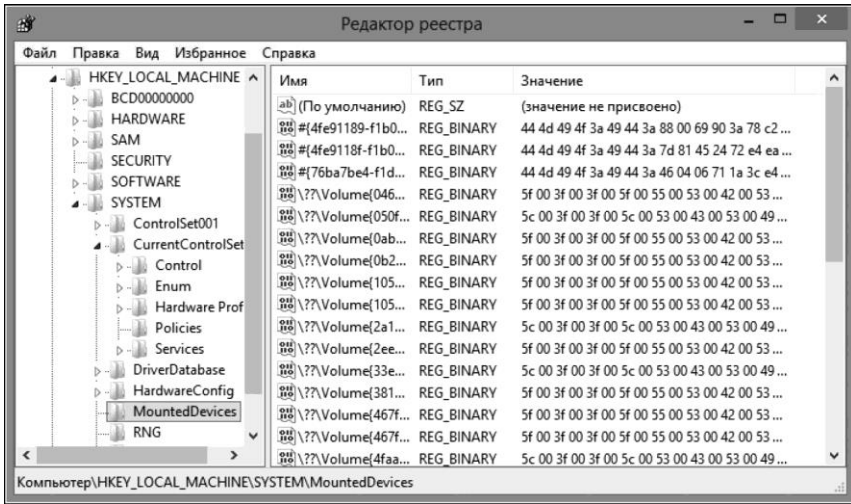 Редактор реестра
Файл Правка Вид Избранное Справка
HKEY_LOCAL_MACHINE
BCD00000000
HARDWARE
SAM
SECURITY
SOFTWARE
SYSTEM
ControlSet001
CurrentControlSet
Control
Enum
Hardware Prof
Policies
Services
DriverDatabase
HardwareConfig
MountedDevices
RNG
Имя Тип Значение
(По умолчанию) REG_SZ (значение не присвоено)
#{4fe91189-f1b0... REG_BINARY 44 4d 49 4f 3a 49 44 3a 88 00 69 90 3a 78 c2 ...
#{4fe9118f-f1b0... REG_BINARY 44 4d 49 4f 3a 49 44 3a 7d 81 45 24 72 e4 ea ...
#{76ba7be4-f1d... REG_BINARY 44 4d 49 4f 3a 49 44 3a 46 04 06 71 1a 3c e4 ...
\??\Volume{046... REG_BINARY 5f 00 3f 00 3f 00 5f 00 55 00 53 00 42 00 53 ...
\??\Volume{050f... REG_BINARY 5c 00 3f 00 3f 00 5c 00 53 00 43 00 53 00 49 ...
\??\Volume{0ab... REG_BINARY 5f 00 3f 00 3f 00 5f 00 55 00 53 00 42 00 53 ...
\??\Volume{0b2... REG_BINARY 5f 00 3f 00 3f 00 5f 00 55 00 53 00 42 00 53 ...
\??\Volume{105... REG_BINARY 5f 00 3f 00 3f 00 5f 00 55 00 53 00 42 00 53 ...
\??\Volume{105... REG_BINARY 5f 00 3f 00 3f 00 5f 00 55 00 53 00 42 00 53 ...
\??\Volume{2a1... REG_BINARY 5c 00 3f 00 3f 00 5c 00 53 00 43 00 53 00 49 ...
\??\Volume{2ee... REG_BINARY 5f 00 3f 00 3f 00 5f 00 55 00 53 00 42 00 53 ...
\??\Volume{33e... REG_BINARY 5c 00 3f 00 3f 00 5c 00 53 00 43 00 53 00 49 ...
\??\Volume{381... REG_BINARY 5f 00 3f 00 3f 00 5f 00 55 00 53 00 42 00 53 ...
\??\Volume{467f... REG_BINARY 5f 00 3f 00 3f 00 5f 00 55 00 53 00 42 00 53 ...
\??\Volume{467f... REG_BINARY 5f 00 3f 00 3f 00 5f 00 55 00 53 00 42 00 53 ...
\??\Volume{4faa... REG_BINARY 5c 00 3f 00 3f 00 5c 00 53 00 43 00 53 00 49 ...
Компьютер\HKEY_LOCAL_MACHINE\SYSTEM\MountedDevices